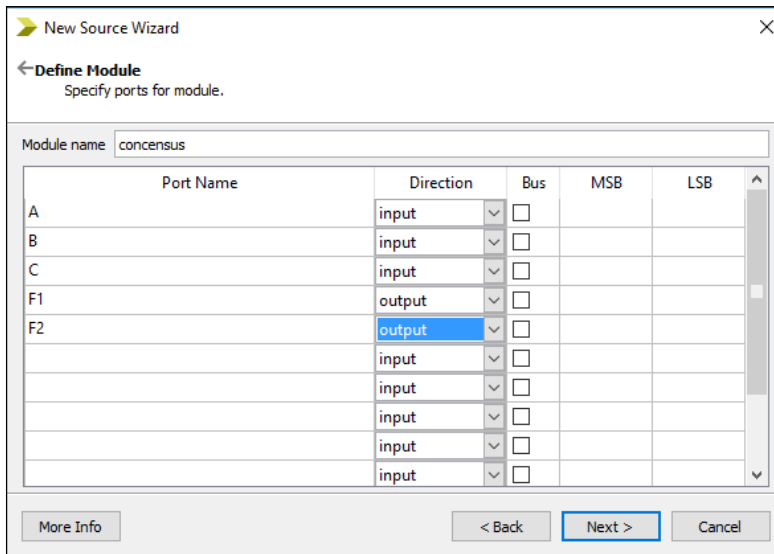 New Source Wizard
Define Module
Specify ports for module.
Module name concensus
Port Name Direction Bus MSB LSB
A input
B input
C input
F1 output
F2 output
input
input
input
input
input
More Info < Back Next > Cancel